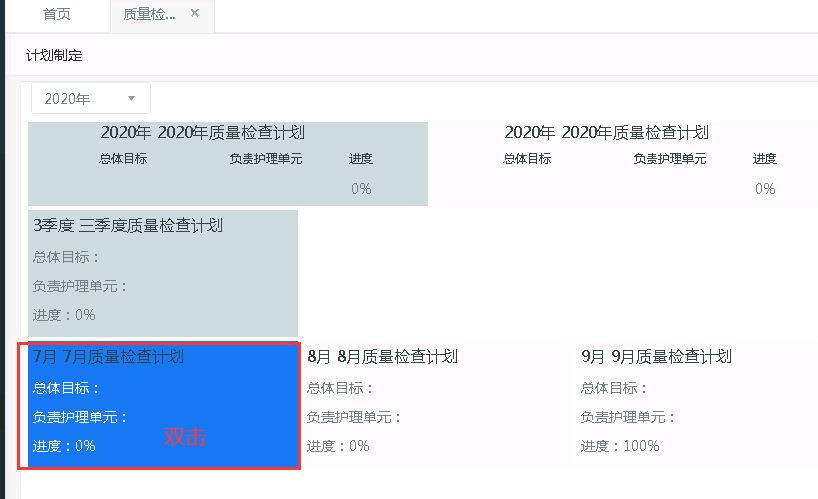 首页 质量检... ×
计划制定
2020年
2020年 2020年质量检查计划 2020年 2020年质量检查计划
总体目标 负责护理单元 进度 总体目标 负责护理单元 进度
0% 0%
3季度 三季度质量检查计划
总体目标：
负责护理单元：
进度：0%
7月 7月质量检查计划 8月 8月质量检查计划 9月 9月质量检查计划
总体目标： 总体目标： 总体目标：
负责护理单元： 负责护理单元： 负责护理单元：
双击
进度：0% 进度：0% 进度：100%